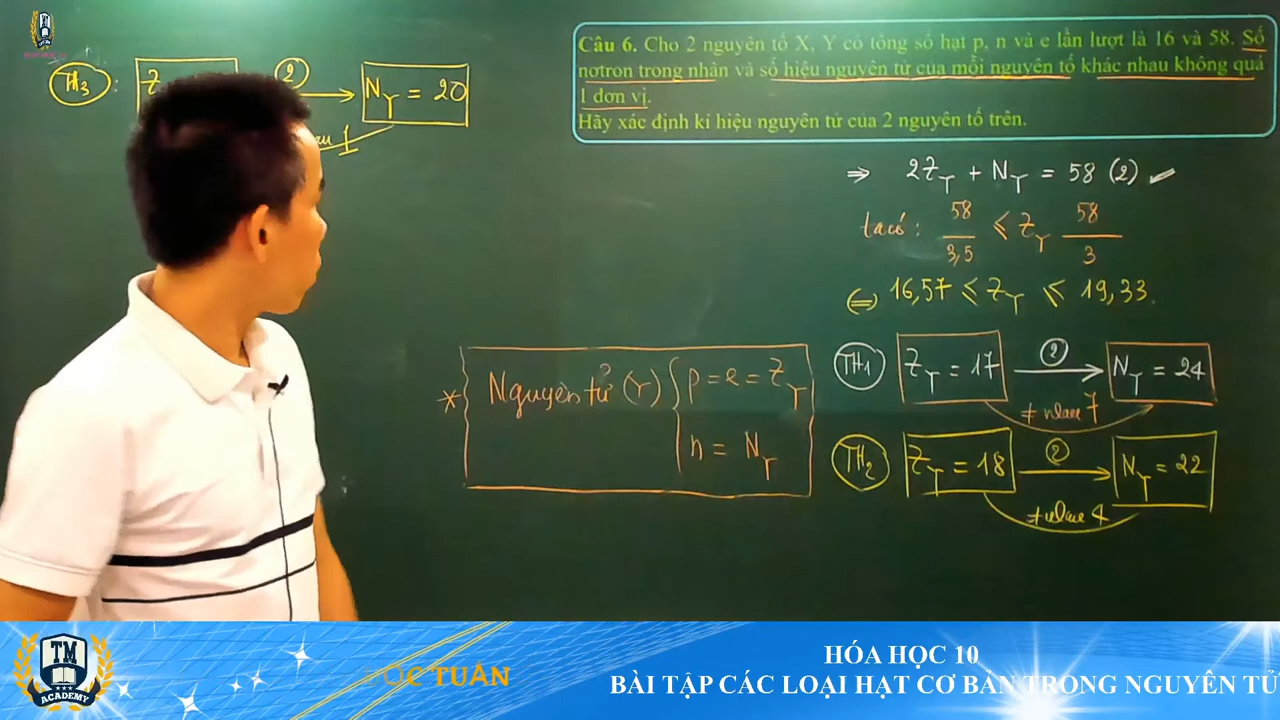 TH3:
②
N_Y = 20
1
Câu 6. Cho 2 nguyên tố X, Y có tổng số hạt p, n và e lần lượt là 16 và 58. Số
nơtron trong nhân và số hiệu nguyên tử của mỗi nguyên tố khác nhau không quá
1 đơn vị.
Hãy xác định kí hiệu nguyên tử của 2 nguyên tố trên.
⇒ 2Z_Y + N_Y = 58 (2)
ta có: 58/3,5 ≤ Z_Y 58/3
⇔ 16,57 ≤ Z_Y ≤ 19,33.
TH1 Z_Y = 17 ② N_Y = 24
≠ nhau 7
TH2 Z_Y = 18 ② N_Y = 22
≠ nhau 4
* Nguyên tử (Y) { p = e = Z_Y
n = N_Y
TM
ACADEMY
ỐC TUẤN
HÓA HỌC 10
BÀI TẬP CÁC LOẠI HẠT CƠ BẢN TRONG NGUYÊN TỬ